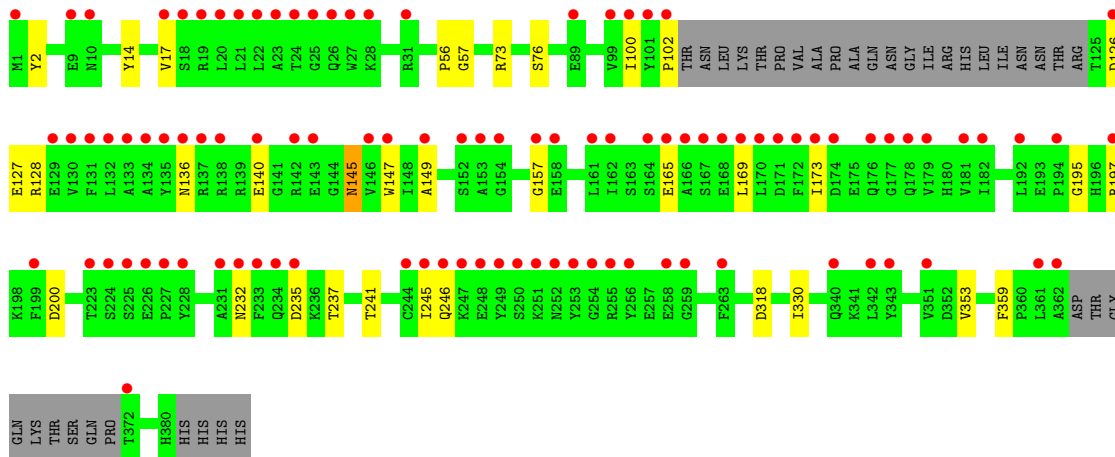 M1 Y2 E9 N10 Y14 V17 S18 R19 L20 L21 L22 A23 T24 G25 Q26 W27 K28 R31 P56 G57 R73 S76 E89 V99 I100 Y101 P102 THR ASN LEU LYS THR PRO VAL ALA PRO ALA GLN ASN GLY ILE ARG HIS LEU ILE ASN ASN THR ARG T125 D126
E127 R128 E129 V130 F131 L132 A133 A134 Y135 N136 R137 R138 R139 E140 G141 R142 E143 G144 N145 V146 W147 I148 A149 S152 A153 G154 G157 E158 L161 I162 S163 S164 E165 A166 S167 E168 L169 L170 D171 F172 I173 D174 E175 Q176 G177 Q178 V179 H180 V181 I182 L192 E193 P194 G195 H196 R197
K198 F199 D200 T223 S224 S225 E226 P227 Y228 A231 N232 F233 Q234 D235 K236 T237 T241 C244 I245 Q246 K247 E248 Y249 S250 K251 N252 Y253 G254 R255 Y256 E257 E258 G259 F263 D318 I330 Q340 K341 L342 Y343 V351 D352 V353 F359 P360 L361 A362 ASP THR GLY
GLN LYS THR SER GLN PRO T372 H380 HIS HIS HIS HIS